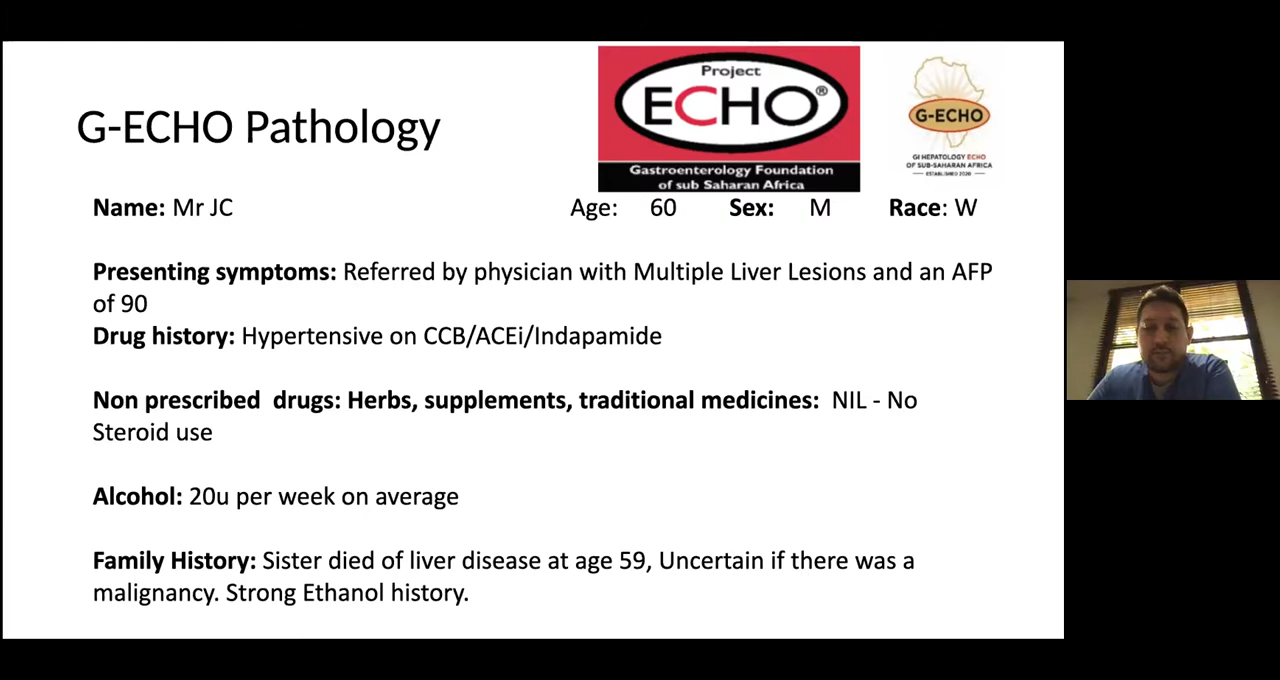 Project
ECHO®
Gastroenterology Foundation
of sub Saharan Africa
G-ECHO
GI HEPATOLOGY ECHO
OF SUB-SAHARAN AFRICA
ESTABLISHED 2020
G-ECHO Pathology
Name: Mr JC Age: 60 Sex: M Race: W
Presenting symptoms: Referred by physician with Multiple Liver Lesions and an AFP
of 90
Drug history: Hypertensive on CCB/ACEi/Indapamide
Non prescribed drugs: Herbs, supplements, traditional medicines: NIL - No
Steroid use
Alcohol: 20u per week on average
Family History: Sister died of liver disease at age 59, Uncertain if there was a
malignancy. Strong Ethanol history.